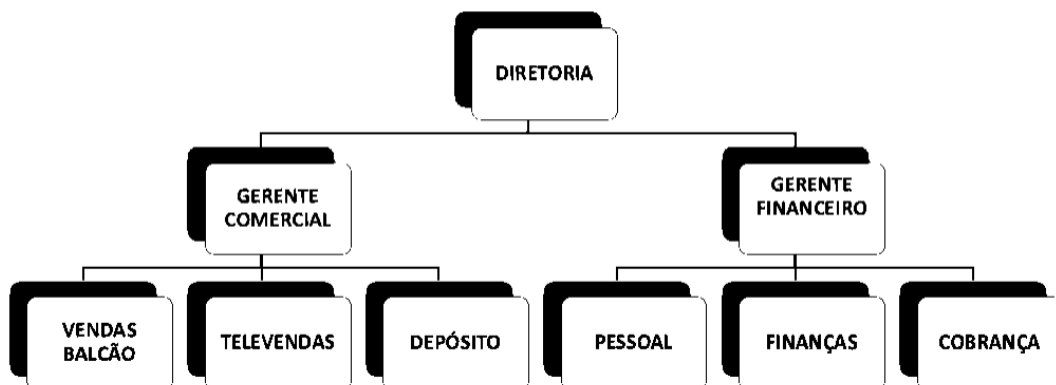 DIRETORIA
GERENTE
COMERCIAL
GERENTE
FINANCEIRO
VENDAS
BALCÃO
TELEVENDAS
DEPÓSITO
PESSOAL
FINANÇAS
COBRANÇA